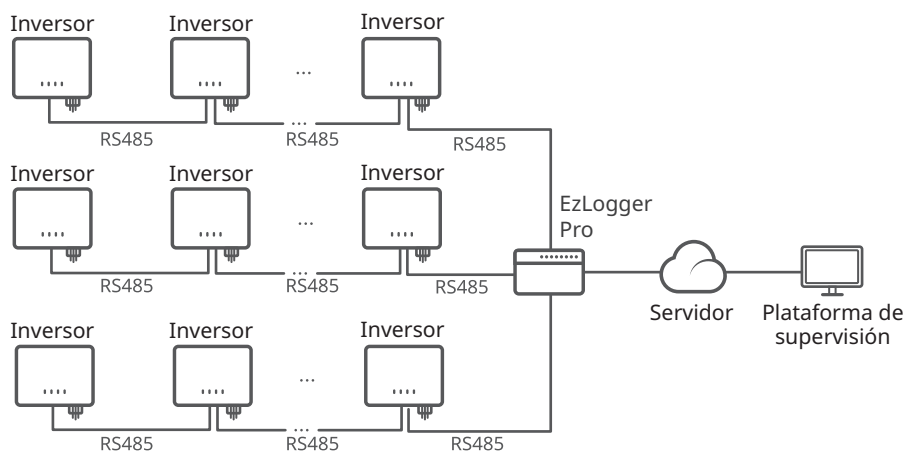 Inversor Inversor Inversor
...
... 
RS485 RS485 RS485
Inversor Inversor Inversor
...
EzLogger
Pro
...
RS485 RS485 RS485
Servidor Plataforma de
supervisión
Inversor Inversor Inversor
...
...
RS485 RS485 RS485